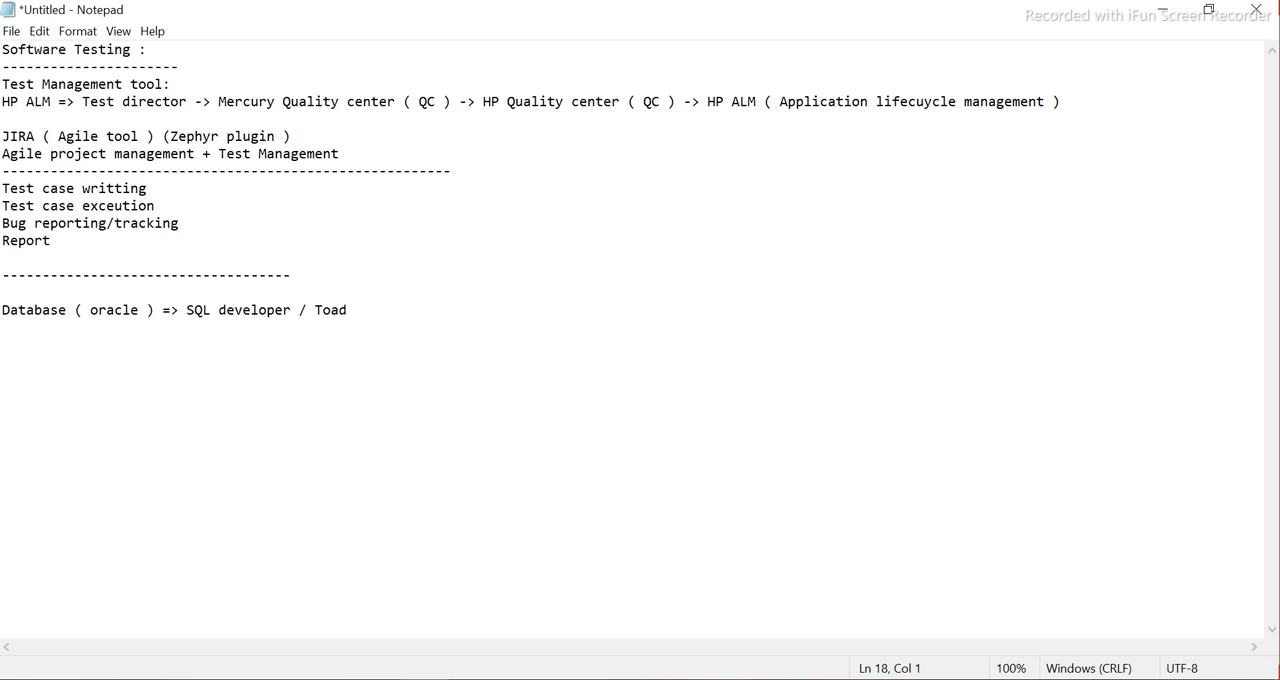 *Untitled - Notepad
Recorded with iFun Screen Recorder
File Edit Format View Help
Software Testing :
----------------------
Test Management tool:
HP ALM => Test director -> Mercury Quality center ( QC ) -> HP Quality center ( QC ) -> HP ALM ( Application lifecuycle management )
JIRA ( Agile tool ) (Zephyr plugin )
Agile project management + Test Management
--------------------------------------------------------
Test case writting
Test case exceution
Bug reporting/tracking
Report
------------------------------------
Database ( oracle ) => SQL developer / Toad
Ln 18, Col 1 100% Windows (CRLF) UTF-8